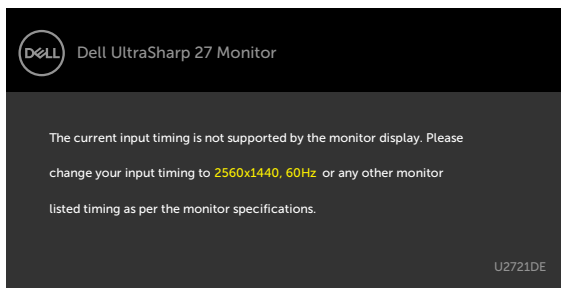 DELL
Dell UltraSharp 27 Monitor
The current input timing is not supported by the monitor display. Please
change your input timing to 2560x1440, 60Hz or any other monitor
listed timing as per the monitor specifications.
U2721DE